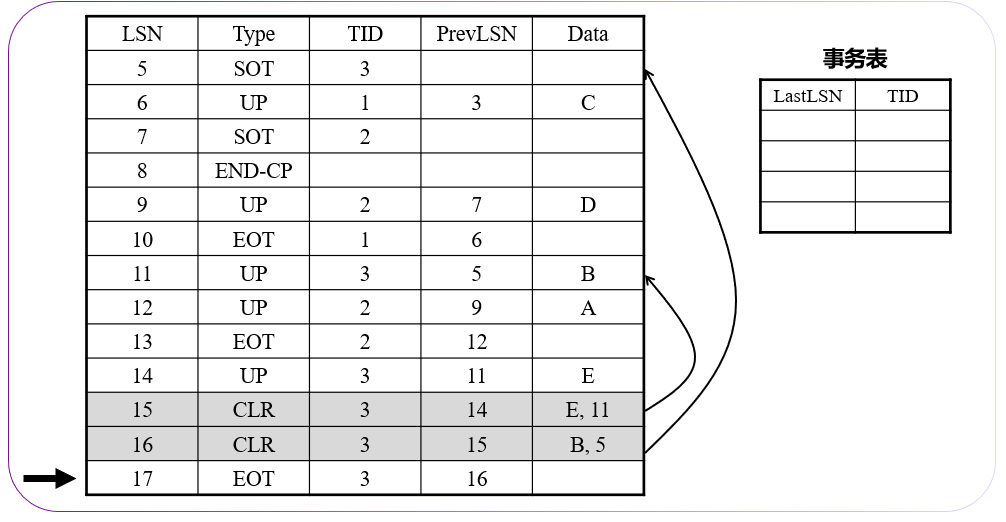 LSN Type TID PrevLSN Data
5 SOT 3
6 UP 1 3 C
7 SOT 2
8 END-CP
9 UP 2 7 D
10 EOT 1 6
11 UP 3 5 B
12 UP 2 9 A
13 EOT 2 12
14 UP 3 11 E
15 CLR 3 14 E, 11
16 CLR 3 15 B, 5
17 EOT 3 16
事务表
LastLSN TID